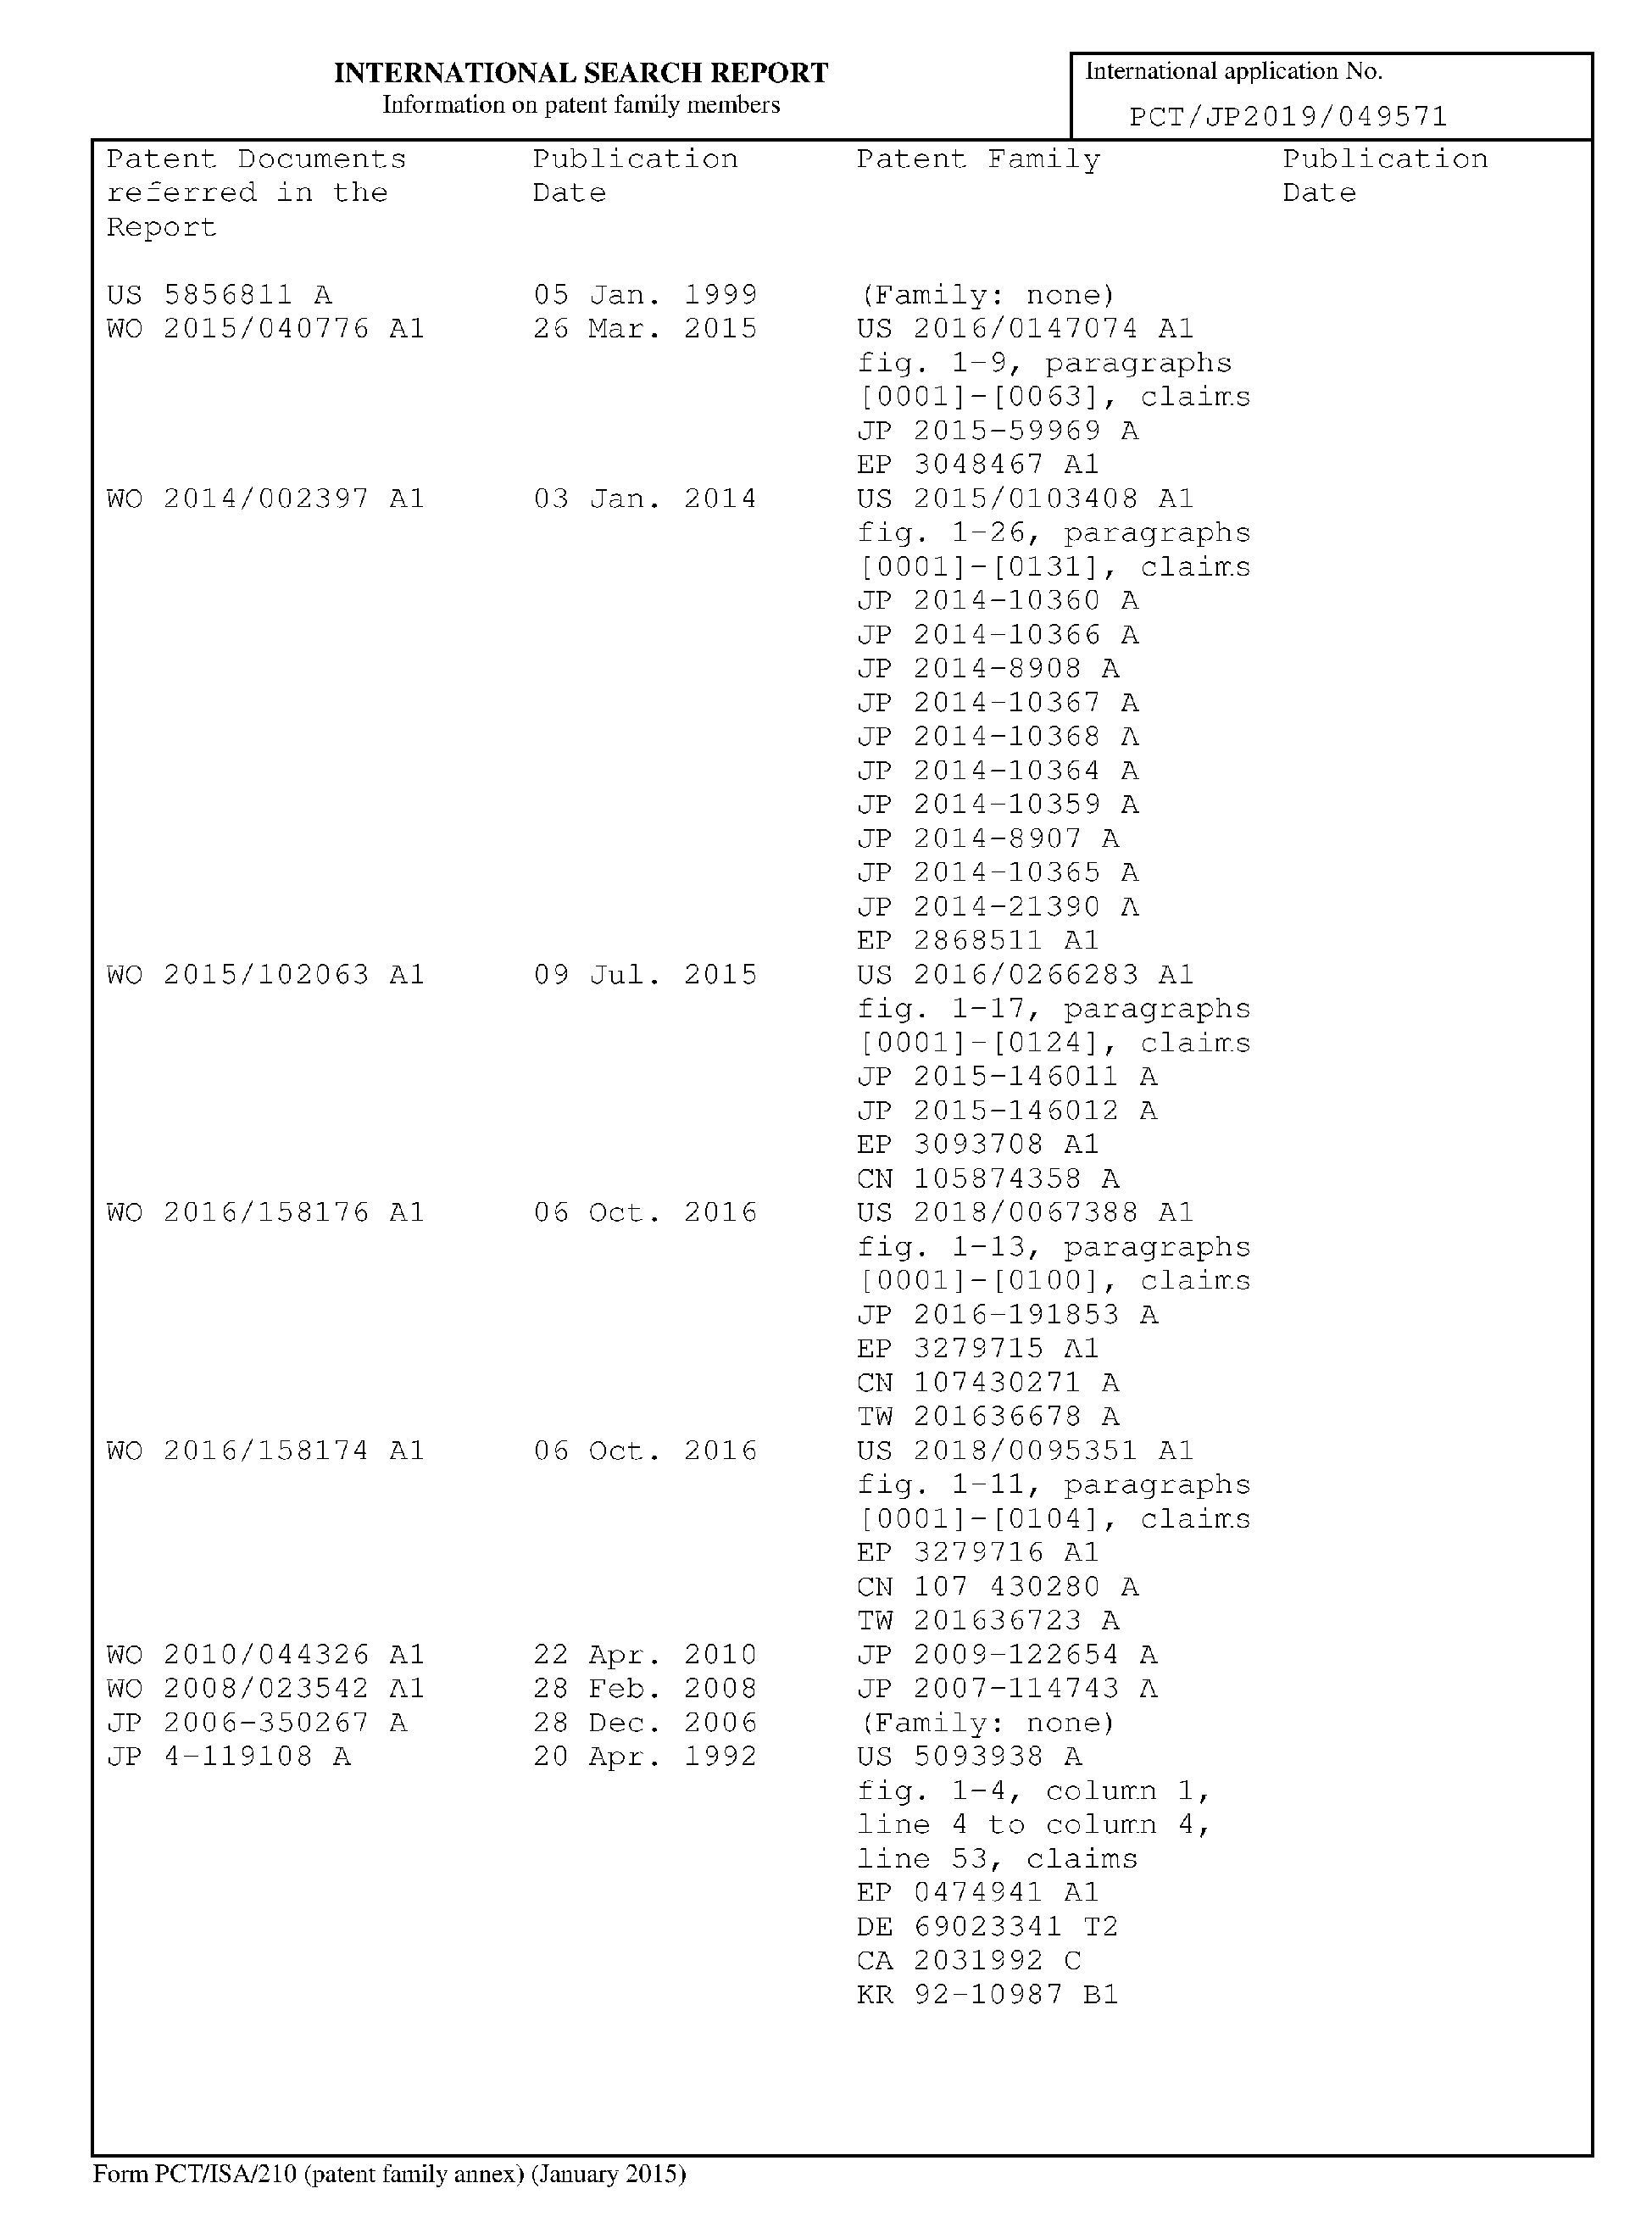 INTERNATIONAL SEARCH REPORT
Information on patent family members
International application No.
PCT/JP2019/049571
Patent Documents Publication Patent Family Publication
referred in the Date Date
Report
US 5856811 A 05 Jan. 1999 (Family: none)
WO 2015/040776 A1 26 Mar. 2015 US 2016/0147074 A1
fig. 1-9, paragraphs
[0001]-[0063], claims
JP 2015-59969 A
EP 3048467 A1
WO 2014/002397 A1 03 Jan. 2014 US 2015/0103408 A1
fig. 1-26, paragraphs
[0001]-[0131], claims
JP 2014-10360 A
JP 2014-10366 A
JP 2014-8908 A
JP 2014-10367 A
JP 2014-10368 A
JP 2014-10364 A
JP 2014-10359 A
JP 2014-8907 A
JP 2014-10365 A
JP 2014-21390 A
EP 2868511 A1
WO 2015/102063 A1 09 Jul. 2015 US 2016/0266283 A1
fig. 1-17, paragraphs
[0001]-[0124], claims
JP 2015-146011 A
JP 2015-146012 A
EP 3093708 A1
CN 105874358 A
WO 2016/158176 A1 06 Oct. 2016 US 2018/0067388 A1
fig. 1-13, paragraphs
[0001]-[0100], claims
JP 2016-191853 A
EP 3279715 A1
CN 107430271 A
TW 201636678 A
WO 2016/158174 A1 06 Oct. 2016 US 2018/0095351 A1
fig. 1-11, paragraphs
[0001]-[0104], claims
EP 3279716 A1
CN 107 430280 A
TW 201636723 A
WO 2010/044326 A1 22 Apr. 2010 JP 2009-122654 A
WO 2008/023542 A1 28 Feb. 2008 JP 2007-114743 A
JP 2006-350267 A 28 Dec. 2006 (Family: none)
JP 4-119108 A 20 Apr. 1992 US 5093938 A
fig. 1-4, column 1,
line 4 to column 4,
line 53, claims
EP 0474941 A1
DE 69023341 T2
CA 2031992 C
KR 92-10987 B1
Form PCT/ISA/210 (patent family annex) (January 2015)